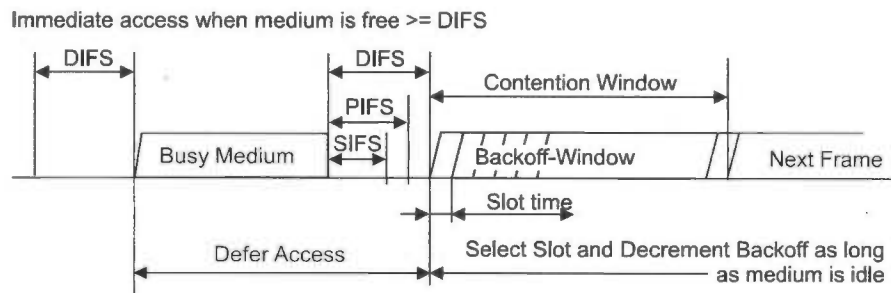 Immediate access when medium is free >= DIFS
DIFS
DIFS
Contention Window
PIFS
SIFS
Busy Medium
Backoff-Window
Next Frame
Slot time
Defer Access
Select Slot and Decrement Backoff as long
as medium is idle